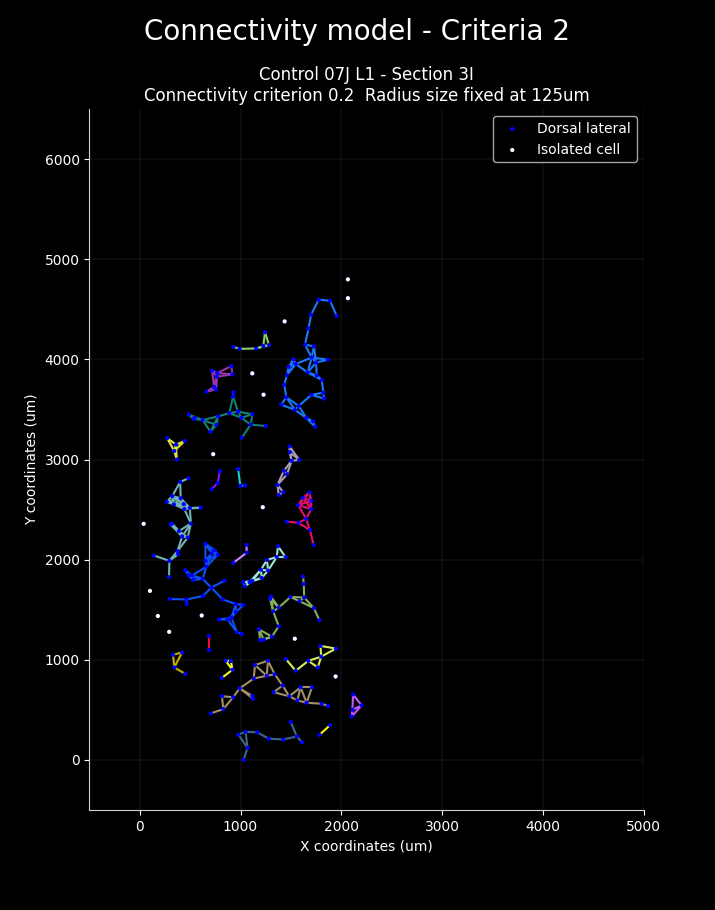 Connectivity model - Criteria 2
Control 07J L1 - Section 3I
Connectivity criterion 0.2  Radius size fixed at 125um
Dorsal lateral
Isolated cell
6000
5000
4000
3000
2000
1000
0
Y coordinates (um)
0 1000 2000 3000 4000 5000
X coordinates (um)